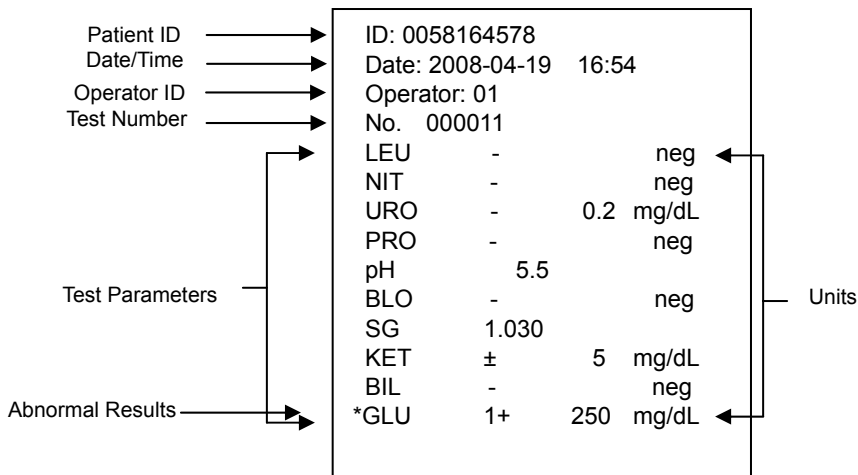 Patient ID ID: 0058164578
Date/Time Date: 2008-04-19 16:54
Operator ID Operator: 01
Test Number No. 000011
LEU - neg
NIT - neg
URO - 0.2 mg/dL
PRO - neg
pH 5.5
Test Parameters BLO - neg Units
SG 1.030
KET ± 5 mg/dL
BIL - neg
Abnormal Results *GLU 1+ 250 mg/dL